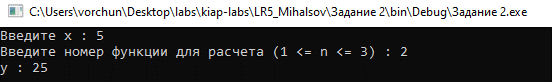 C:\Users\vorchun\Desktop\labs\kiap-labs\LR5_Mihalsov\Задание 2\bin\Debug\Задание 2.exe
Введите x : 5
Введите номер функции для расчета (1 <= n <= 3) : 2
y : 25